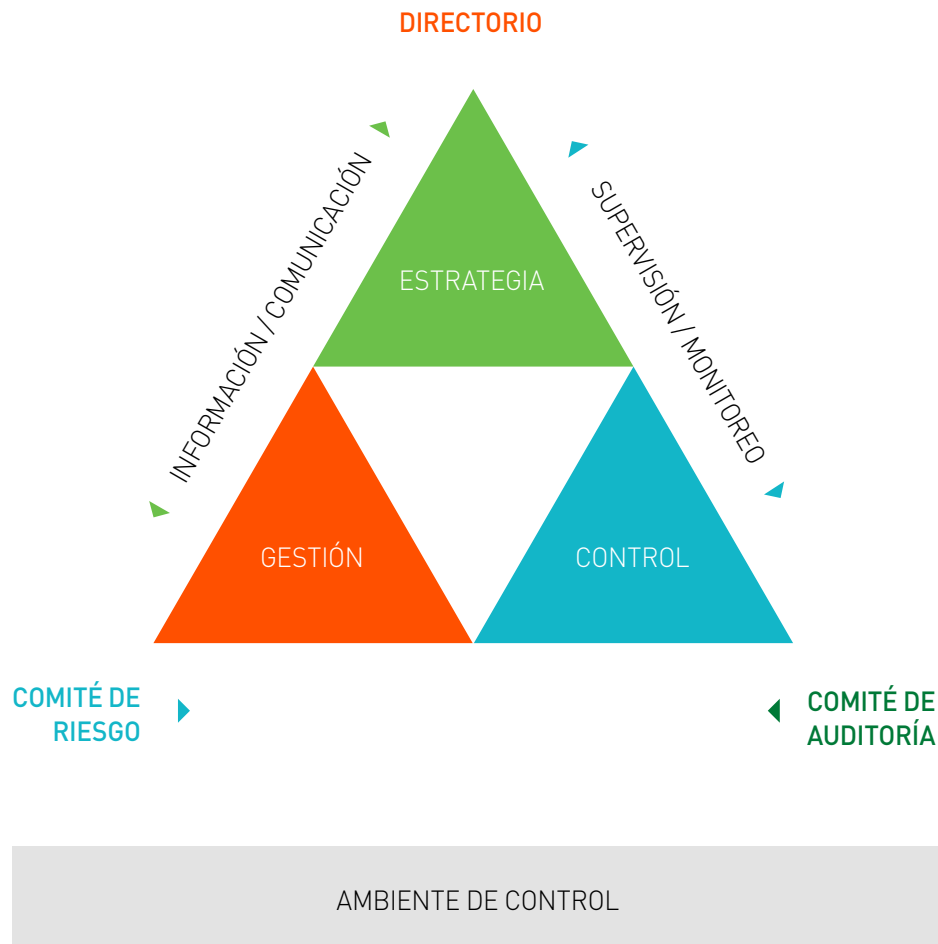 DIRECTORIO
INFORMACIÓN / COMUNICACIÓN
SUPERVISIÓN / MONITOREO
ESTRATEGIA
GESTIÓN
CONTROL
COMITÉ DE
RIESGO
COMITÉ DE
AUDITORÍA
AMBIENTE DE CONTROL